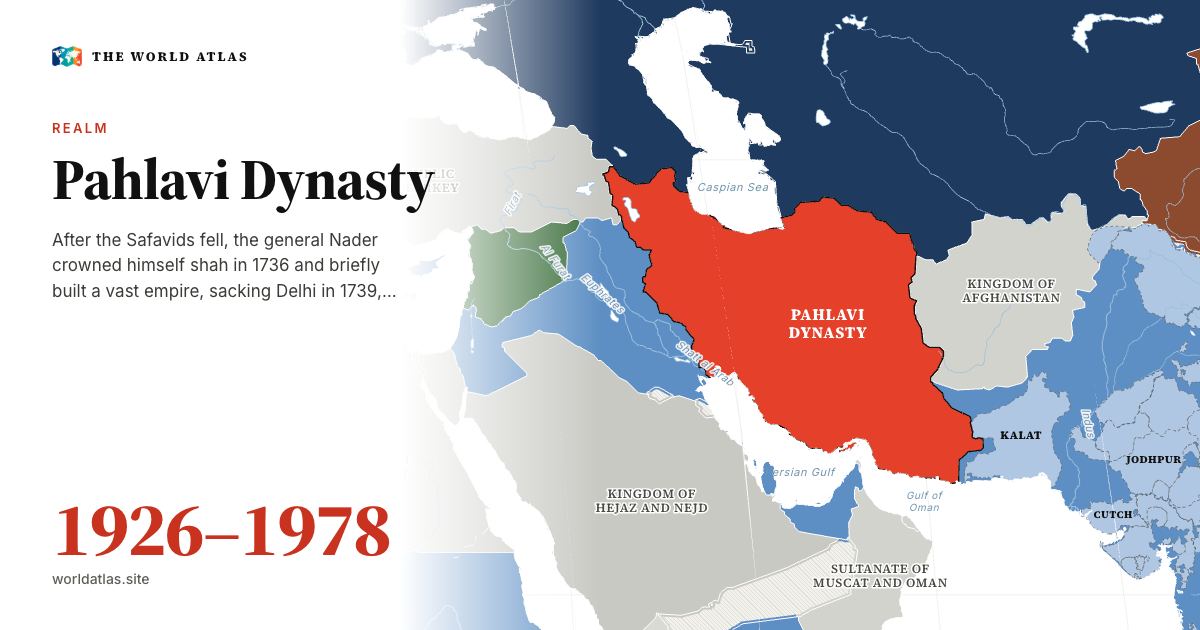 THE WORLD ATLAS
REALM
Pahlavi Dynasty
After the Safavids fell, the general Nader
crowned himself shah in 1736 and briefly
built a vast empire, sacking Delhi in 1739,...
1926–1978
worldatlas.site
Caspian Sea
Firat
Al Furat
Euphrates
Shatt al Arab
PAHLAVI
DYNASTY
KINGDOM OF
AFGHANISTAN
Indus
KALAT
JODHPUR
CUTCH
ersian Gulf
Gulf of
Oman
KINGDOM OF
HEJAZ AND NEJD
SULTANATE OF
MUSCAT AND OMAN